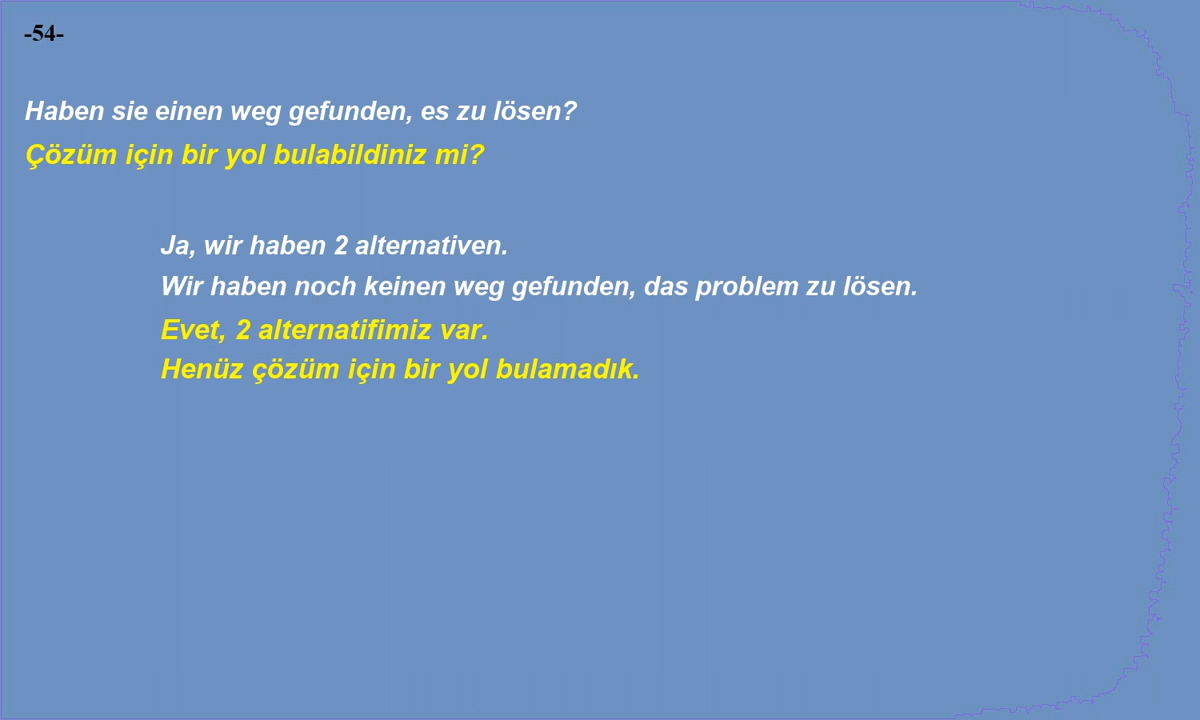 -54-
Haben sie einen weg gefunden, es zu lösen?
Çözüm için bir yol bulabildiniz mi?
Ja, wir haben 2 alternativen.
Wir haben noch keinen weg gefunden, das problem zu lösen.
Evet, 2 alternatifimiz var.
Henüz çözüm için bir yol bulamadık.